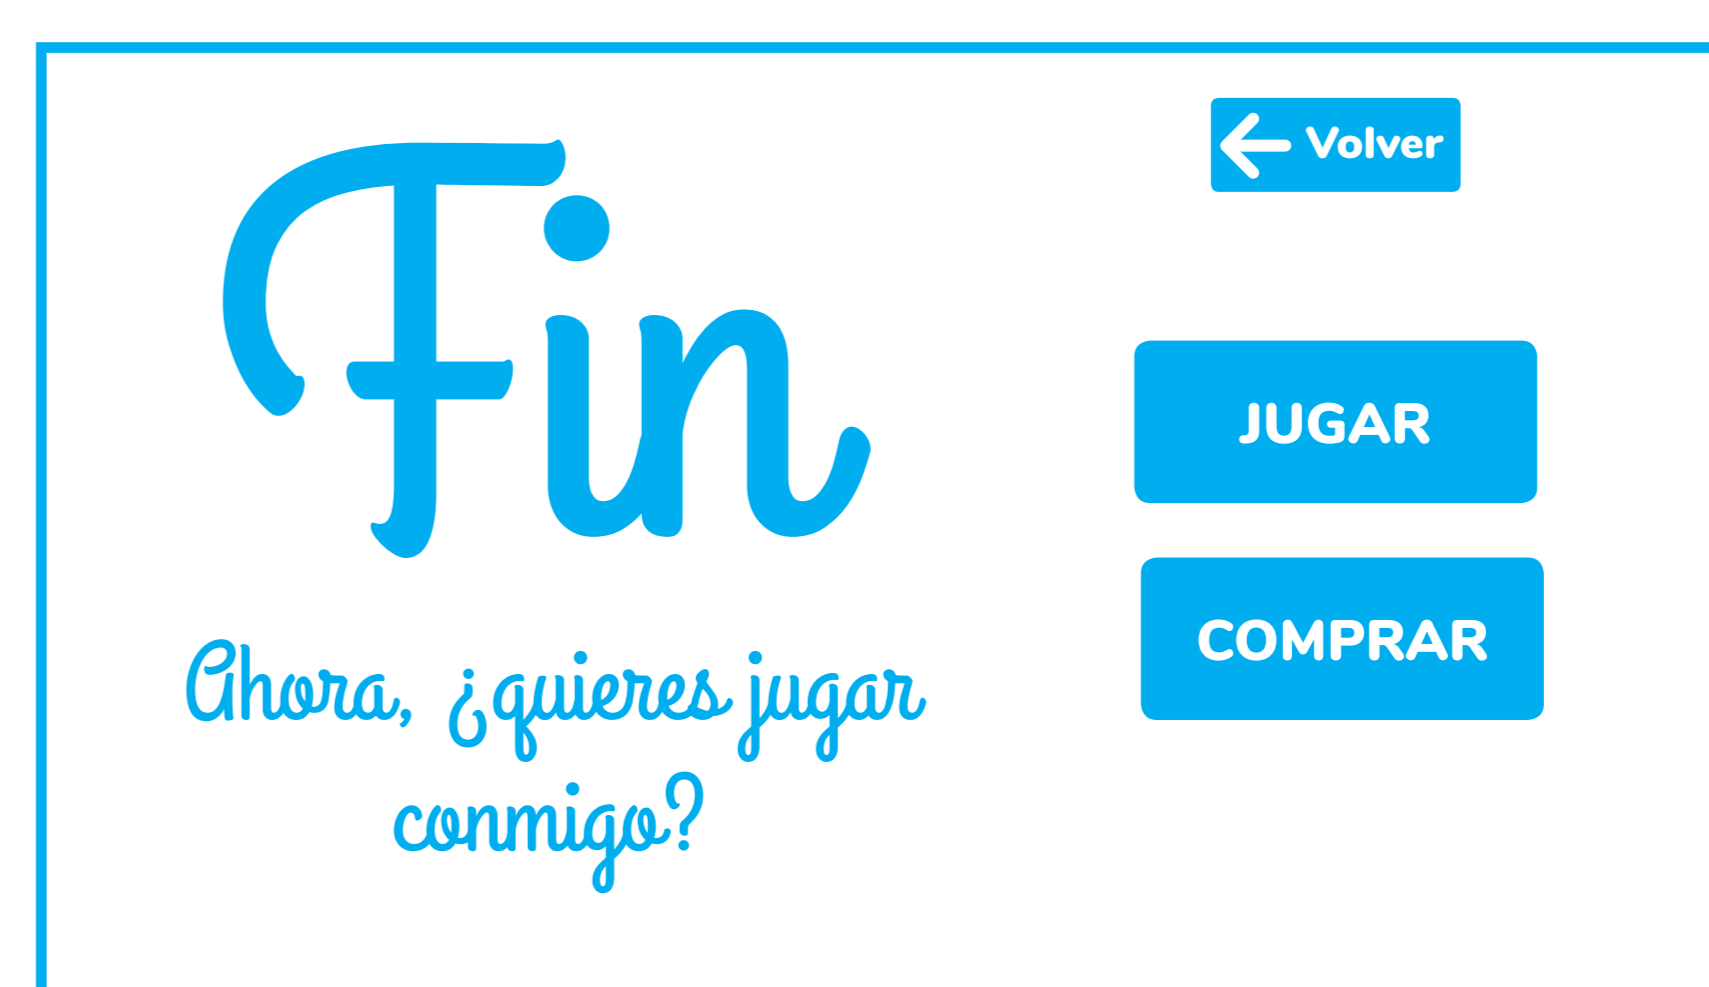 Fin
Ahora, ¿quieres jugar
conmigo?
Volver
JUGAR
COMPRAR